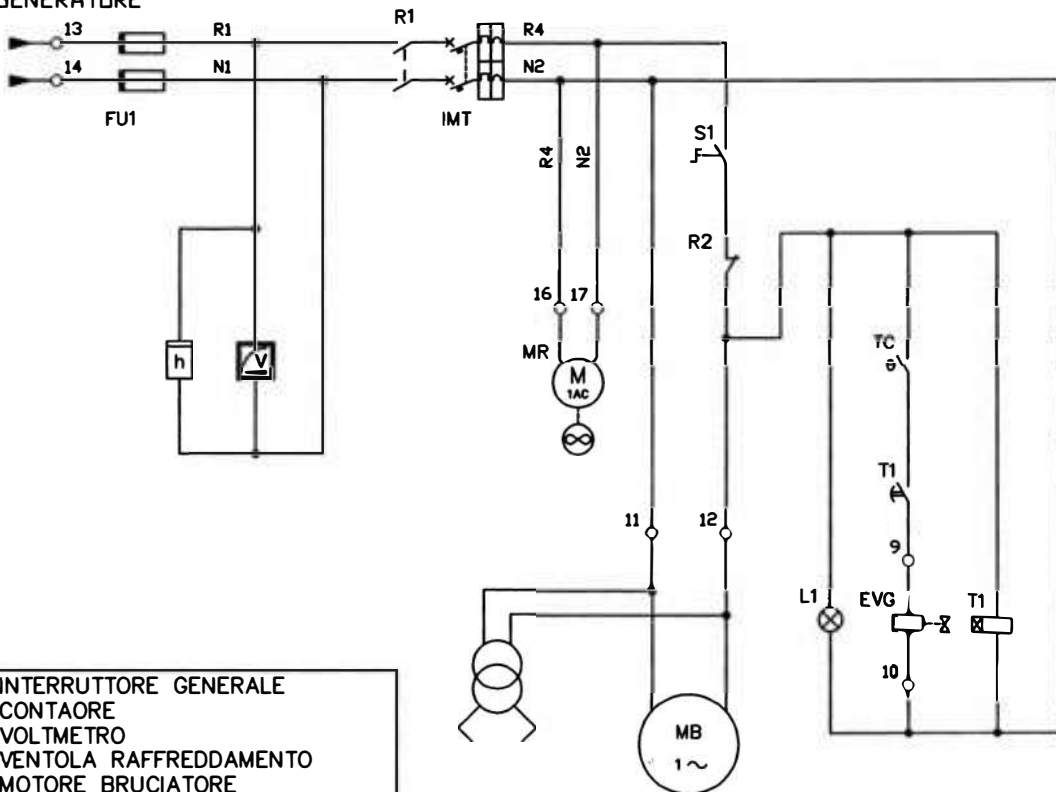 GENERATORE
13 R1 R1 R4
14 N1 N2
FU1 IMT
S1
R4 N2
R2
16 17
h V MR TC
M
1AC
T1
11 12
9
L1 EVG T1
10
INTERRUTTORE GENERALE
CONTAORE
VOLTMETRO
VENTOLA RAFFREDDAMENTO
MOTORE BRUCIATORE
MB
1~